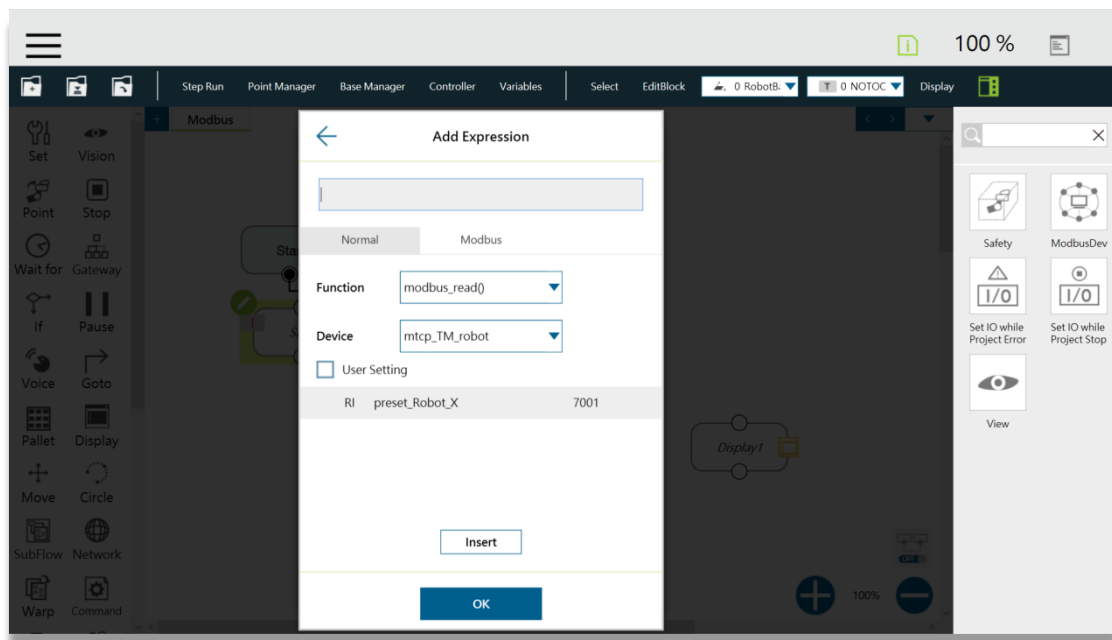 100 %
Step Run Point Manager Base Manager Controller Variables Select EditBlock 0 RobotB. T 0 NOTOC Display
+ Modbus
Set Vision
Point Stop
Wait for Gateway
If Pause
Voice Goto
Pallet Display
Move Circle
SubFlow Network
Warp Command
Sta
Add Expression
Normal Modbus
Function modbus_read()
Device mtcp_TM_robot
User Setting
RI preset_Robot_X 7001
Insert
OK
Display1
OFF
100%
Safety ModbusDev
I/O I/O
Set IO while Project Error
Set IO while Project Stop
View